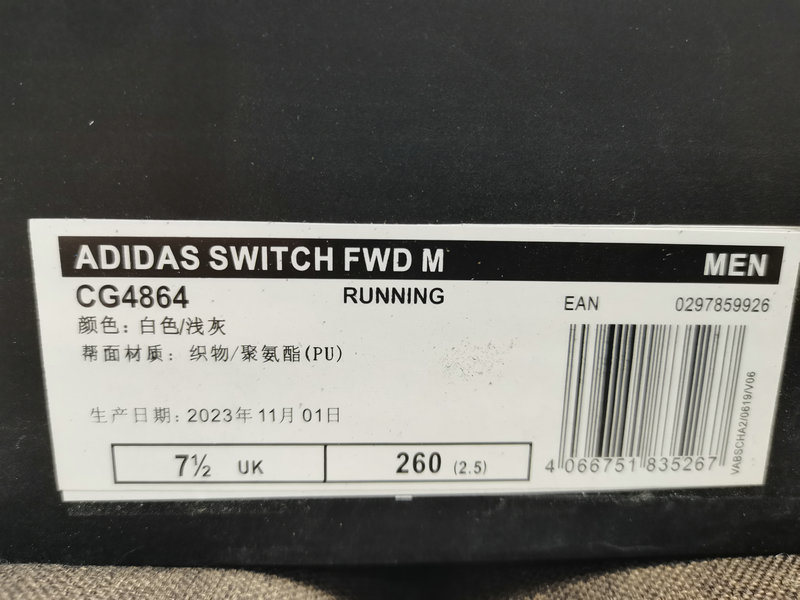 ADIDAS SWITCH FWD M MEN
CG4864 RUNNING EAN 0297859926
颜色: 白色/浅灰
帮面材质: 织物/聚氨酯(PU)
生产日期: 2023年 11月 01日
7½ UK 260 (2.5)
4 066751 835267
VABSCHA2/0619/V06